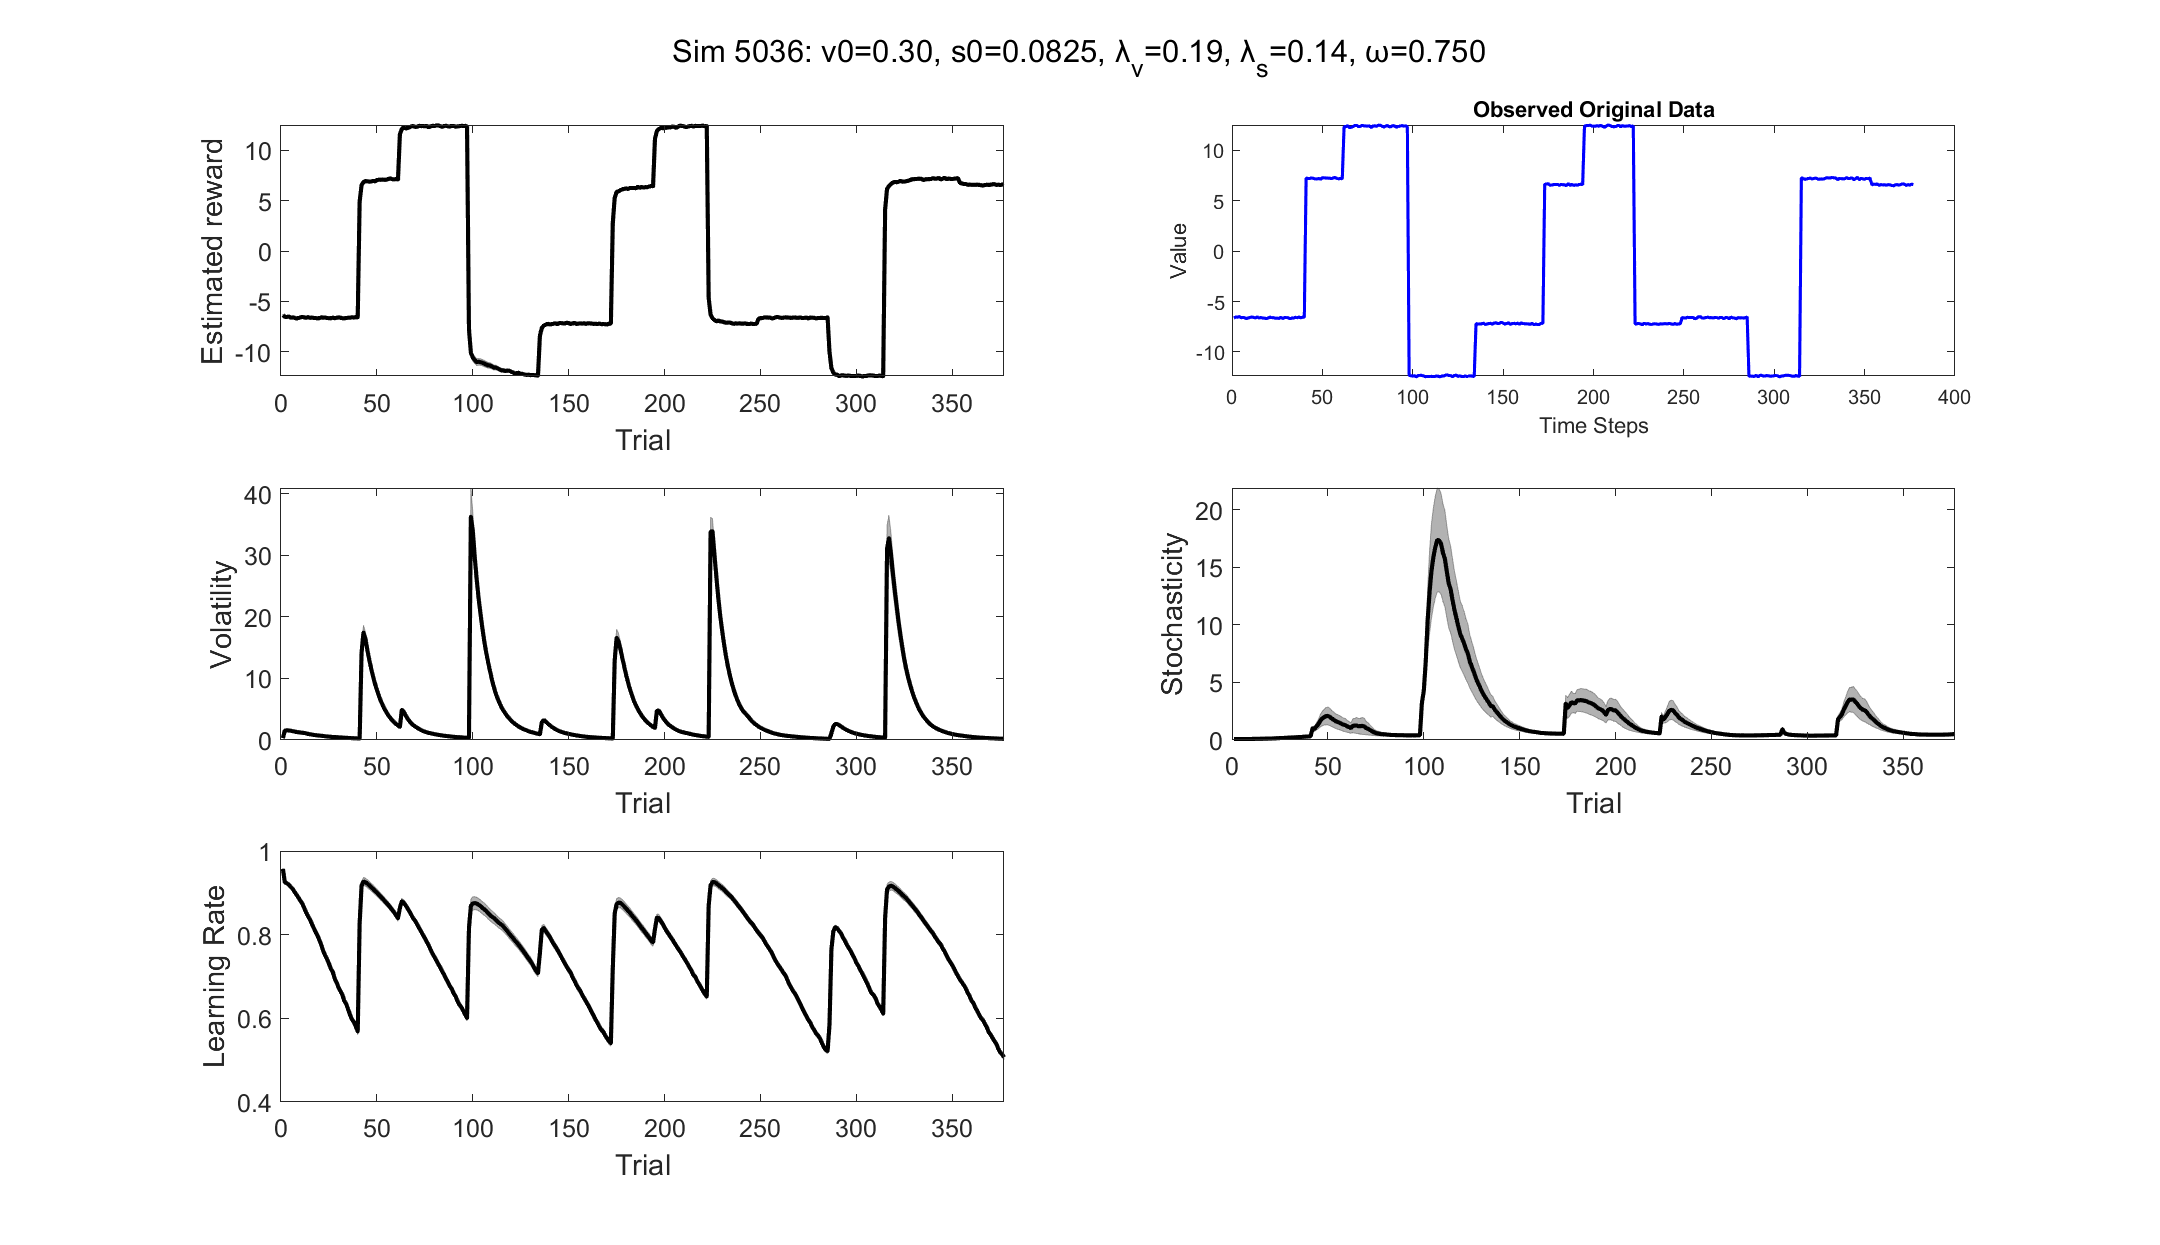 Sim 5036: v0=0.30, s0=0.0825, λv=0.19, λs=0.14, ω=0.750
Estimated reward
10
5
0
-5
-10
0 50 100 150 200 250 300 350
Trial
Observed Original Data
Value
10
5
0
-5
-10
0 50 100 150 200 250 300 350 400
Time Steps
Volatility
40
30
20
10
0
0 50 100 150 200 250 300 350
Trial
Stochasticity
20
15
10
5
0
0 50 100 150 200 250 300 350
Trial
Learning Rate
1
0.8
0.6
0.4
0 50 100 150 200 250 300 350
Trial